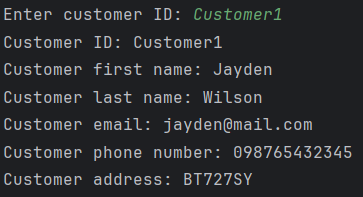 Enter customer ID: Customer1
Customer ID: Customer1
Customer first name: Jayden
Customer last name: Wilson
Customer email: jayden@mail.com
Customer phone number: 098765432345
Customer address: BT727SY